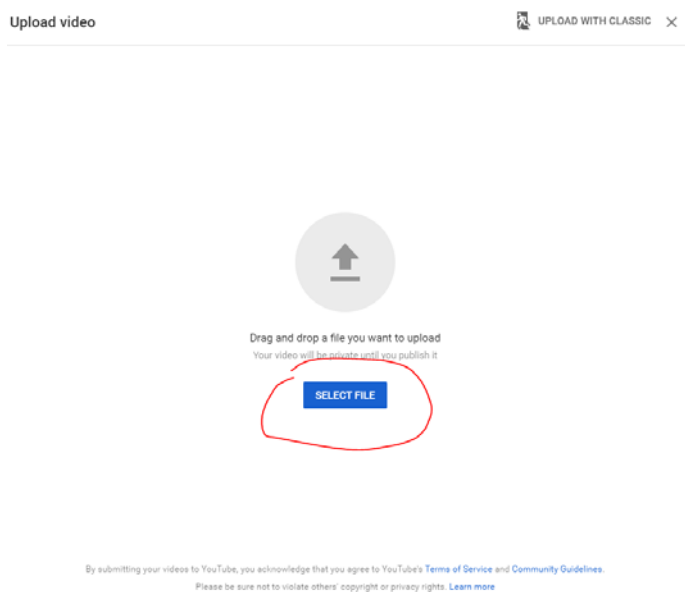 Upload video
UPLOAD WITH CLASSIC
Drag and drop a file you want to upload
Your video will be private until you publish it
SELECT FILE
By submitting your videos to YouTube, you acknowledge that you agree to YouTube's Terms of Service and Community Guidelines.
Please be sure not to violate others' copyright or privacy rights. Learn more